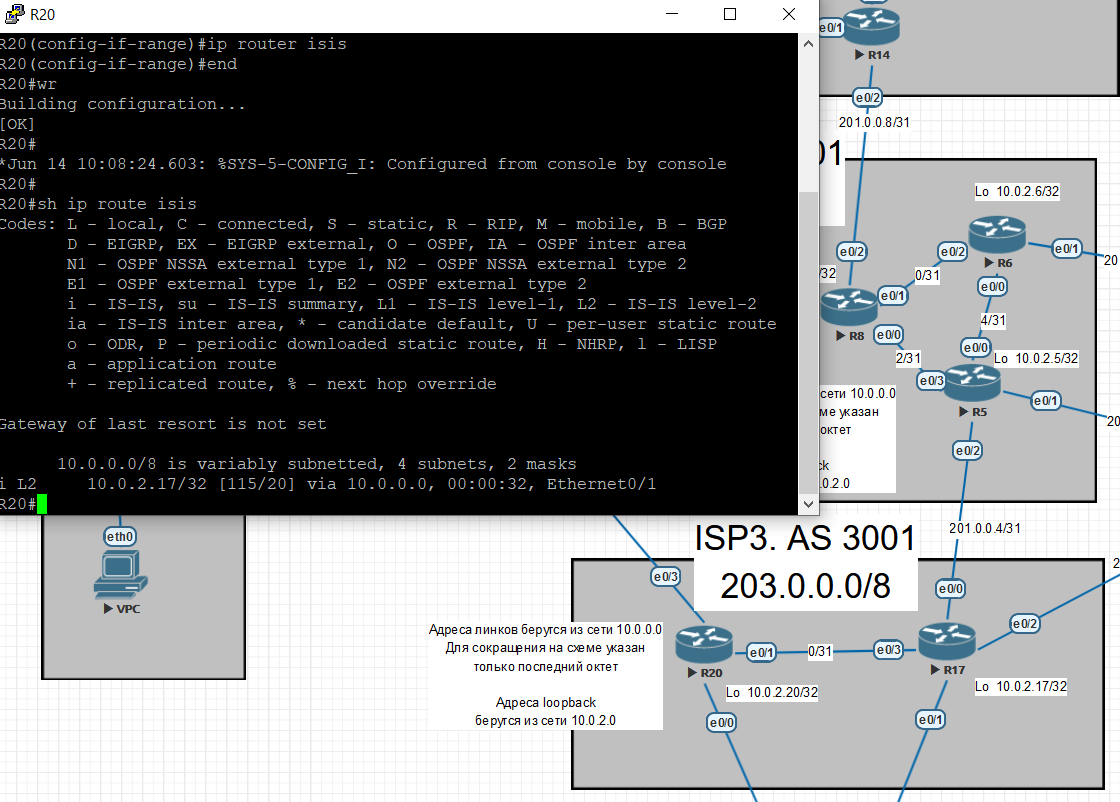 R20
R20(config-if-range)#ip router isis
R20(config-if-range)#end
R20#wr
Building configuration...
[OK]
R20#
*Jun 14 10:08:24.603: %SYS-5-CONFIG_I: Configured from console by console
R20#
R20#sh ip route isis
Codes: L - local, C - connected, S - static, R - RIP, M - mobile, B - BGP
D - EIGRP, EX - EIGRP external, O - OSPF, IA - OSPF inter area
N1 - OSPF NSSA external type 1, N2 - OSPF NSSA external type 2
E1 - OSPF external type 1, E2 - OSPF external type 2
i - IS-IS, su - IS-IS summary, L1 - IS-IS level-1, L2 - IS-IS level-2
ia - IS-IS inter area, * - candidate default, U - per-user static route
o - ODR, P - periodic downloaded static route, H - NHRP, l - LISP
a - application route
+ - replicated route, % - next hop override
Gateway of last resort is not set
10.0.0.0/8 is variably subnetted, 4 subnets, 2 masks
i L2 10.0.2.17/32 [115/20] via 10.0.0.0, 00:00:32, Ethernet0/1
R20#
e0/1
R14
e0/2
201.0.0.8/31
01
Lo 10.0.2.6/32
e0/2
e0/2
R6
e0/1
20
/32
0/31
e0/1
e0/0
R8
e0/0
4/31
e0/0
2/31
Lo 10.0.2.5/32
e0/3
e0/1
R5
20
сети 10.0.0.0
ме указан
октет
ck
.0.2.0
e0/2
201.0.0.4/31
eth0
VPC
ISP3. AS 3001
203.0.0.0/8
2
e0/3
e0/0
e0/2
Адреса линков берутся из сети 10.0.0.0
Для сокращения на схеме указан
только последний октет
Адреса loopback
берутся из сети 10.0.2.0
e0/1
0/31
e0/3
R20
R17
Lo 10.0.2.20/32
Lo 10.0.2.17/32
e0/0
e0/1